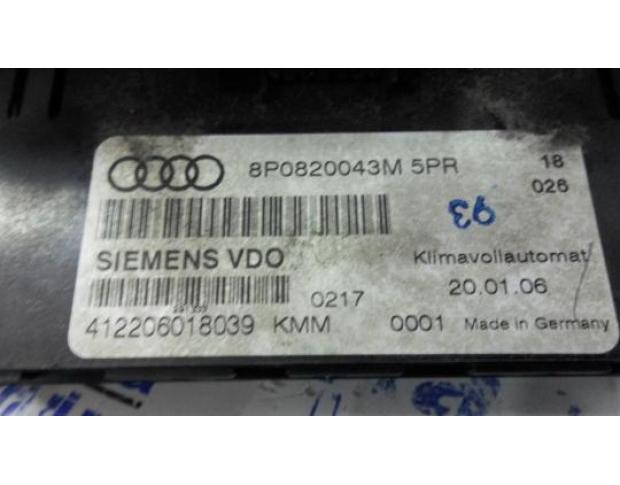 8P0820043M 5PR 18
026
93
SIEMENS VDO Klimavollautomat
0217 20.01.06
412206018039 KMM 0001 Made in Germany